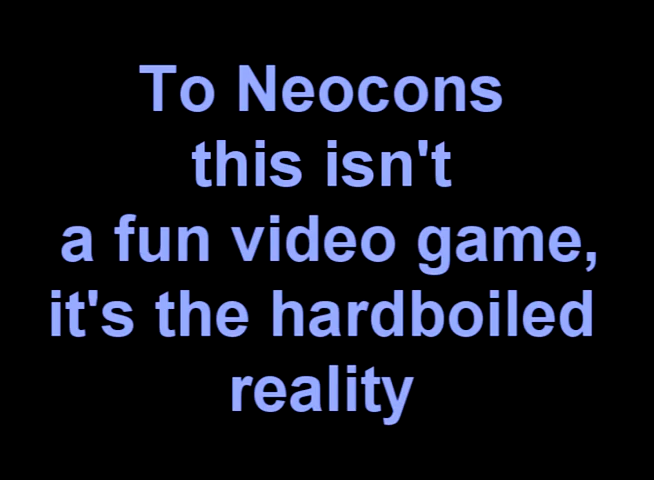 To Neocons
this isn't
a fun video game,
it's the hardboiled
reality